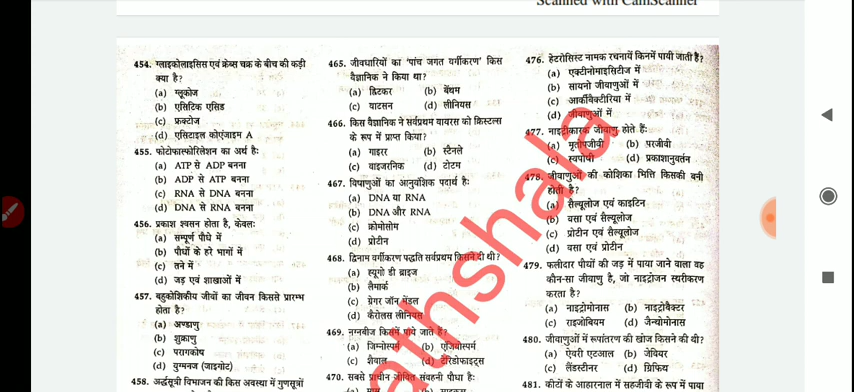 Scanned with CamScanner
454. ग्लाइकोलाइसिस एवं क्रेब्स चक्र के बीच की कड़ी
क्या है?
(a) ग्लूकोज
(b) एसिटिक एसिड
(c) फ्रक्टोज
(d) एसिटाइल कोएंजाइम A
455. फोटोफास्फोरिलेशन का अर्थ है:
(a) ATP से ADP बनना
(b) ADP से ATP बनना
(c) RNA से DNA बनना
(d) DNA से RNA बनना
456. प्रकाश श्वसन होता है, केवल:
(a) सम्पूर्ण पौधे में
(b) पौधों के हरे भागों में
(c) तने में
(d) जड़ एवं शाखाओं में
457. बहुकोशिकीय जीवों का जीवन किससे प्रारम्भ
होता है?
(a) अण्डाणु
(b) शुक्राणु
(c) परागकोष
(d) युग्मनज (जाइगोट)
458. अर्द्धसूत्री विभाजन की किस अवस्था में गुणसूत्रों
465. जीवधारियों का 'पांच जगत वर्गीकरण' किस
वैज्ञानिक ने किया था?
(a) ह्विटकर (b) बेंथम
(c) वाटसन (d) लीनियस
466. किस वैज्ञानिक ने सर्वप्रथम वायरस को क्रिस्टल्स
के रूप में प्राप्त किया?
(a) गाइरर (b) स्टैनले
(c) वाइजरनिक (d) टोटम
467. विषाणुओं का आनुवंशिक पदार्थ है:
(a) DNA या RNA
(b) DNA और RNA
(c) क्रोमोसोम
(d) प्रोटीन
468. द्विनाम वर्गीकरण पद्धति सर्वप्रथम किसने दी थी?
(a) ह्यूगो डी ब्राइज
(b) लैमार्क
(c) ग्रेगर जॉन मेंडल
(d) कैरोलस लीनियस
469. नग्नबीज किसमें पाये जाते हैं?
(a) जिम्नोस्पर्म (b) एंजियोस्पर्म
(c) शैवाल (d) टेरिडोफाइट्स
470. सबसे प्राचीन जीवित संवहनी पौधा है:
476. हेटरोसिस्ट नामक रचनायें किनमें पायी जाती हैं?
(a) एक्टीनोमाइसिटीज में
(b) सायनो जीवाणुओं में
(c) आर्कीबैक्टीरिया में
(d) जीवाणुओं में
477. नाइट्रीकारक जीवाणु होते हैं:
(a) मृतोपजीवी (b) परजीवी
(c) स्वपोषी (d) प्रकाशानुवर्तन
478. जीवाणुओं की कोशिका भित्ति किसकी बनी
होती है?
(a) सैल्यूलोज एवं काइटिन
(b) वसा एवं सैल्यूलोज
(c) प्रोटीन एवं सैल्यूलोज
(d) वसा एवं प्रोटीन
479. फलीदार पौधों की जड़ में पाया जाने वाला वह
कौन-सा जीवाणु है, जो नाइट्रोजन स्थरीकरण
करता है?
(a) नाइट्रोमोनास (b) नाइट्रोबैक्टर
(c) राइजोबियम (d) जैन्थोमोनास
480. जीवाणुओं में रूपांतरण की खोज किसने की थी?
(a) ऐवरी एटआल (b) जेवियर
(c) लैंडस्टीनर (d) ग्रिफिथ
481. कीटों के आहारनाल में सहजीवी के रूप में पाया
athshala